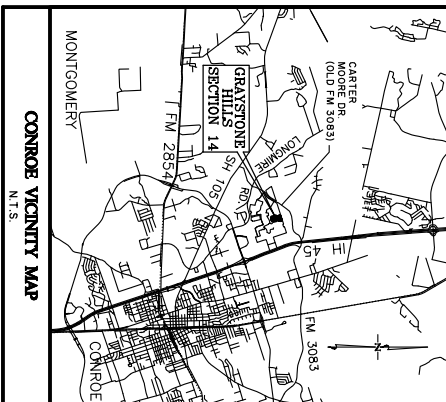 CARTER
MOORE DR.
(OLD FM 3083)
GRAYSTONE
HILLS
SECTION 14
LONGMIRE
RD.
SH 105
FM 2854
MONTGOMERY
IH 45
FM 3083
N
CONROE
CONROE VICINITY MAP
N.T.S.